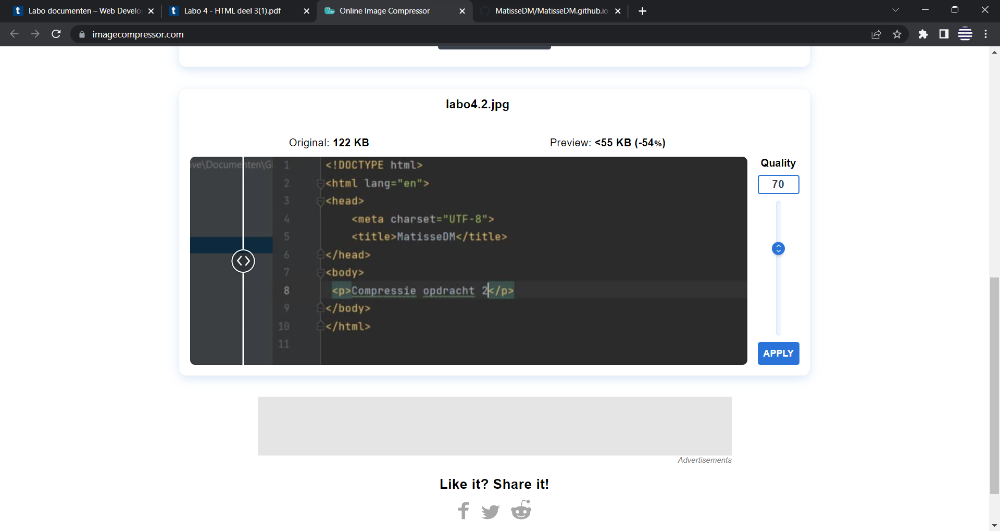 Labo documenten – Web Develo
Labo 4 - HTML deel 3(1).pdf
Online Image Compressor
MatisseDM/MatisseDM.github.io
imagecompressor.com
labo4.2.jpg
Original: 122 KB
Preview: <55 KB (-54%)
ive\Documenten\G
1 <!DOCTYPE html>
2 <html lang="en">
3 <head>
4 <meta charset="UTF-8">
5 <title>MatisseDM</title>
6 </head>
7 <body>
8 <p>Compressie opdracht 2</p>
9 </body>
10 </html>
11
Quality
70
APPLY
Advertisements
Like it? Share it!